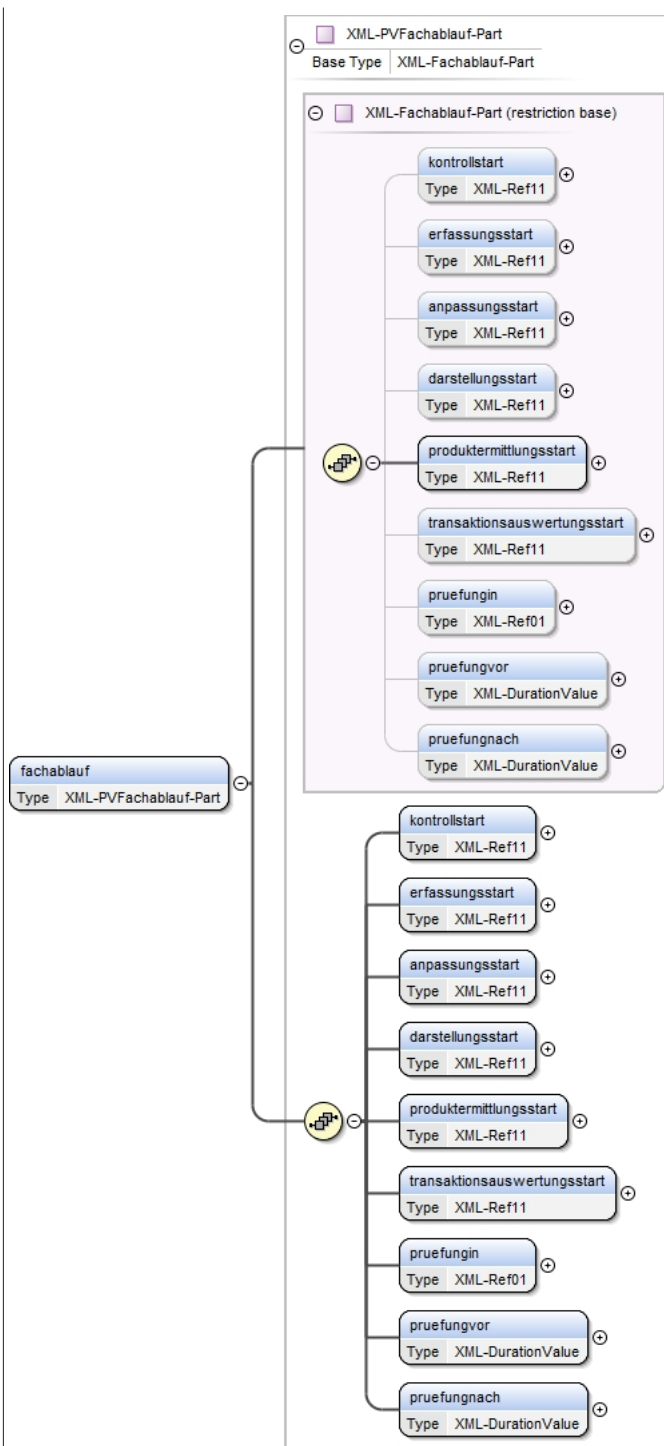 XML-PVFachablauf-Part
Base Type XML-Fachablauf-Part
XML-Fachablauf-Part (restriction base)
kontrollstart
Type XML-Ref11
erfassungsstart
Type XML-Ref11
anpassungsstart
Type XML-Ref11
darstellungsstart
Type XML-Ref11
produktermittlungsstart
Type XML-Ref11
transaktionsauswertungsstart
Type XML-Ref11
pruefungin
Type XML-Ref01
pruefungvor
Type XML-DurationValue
pruefungnach
Type XML-DurationValue
fachablauf
Type XML-PVFachablauf-Part
kontrollstart
Type XML-Ref11
erfassungsstart
Type XML-Ref11
anpassungsstart
Type XML-Ref11
darstellungsstart
Type XML-Ref11
produktermittlungsstart
Type XML-Ref11
transaktionsauswertungsstart
Type XML-Ref11
pruefungin
Type XML-Ref01
pruefungvor
Type XML-DurationValue
pruefungnach
Type XML-DurationValue